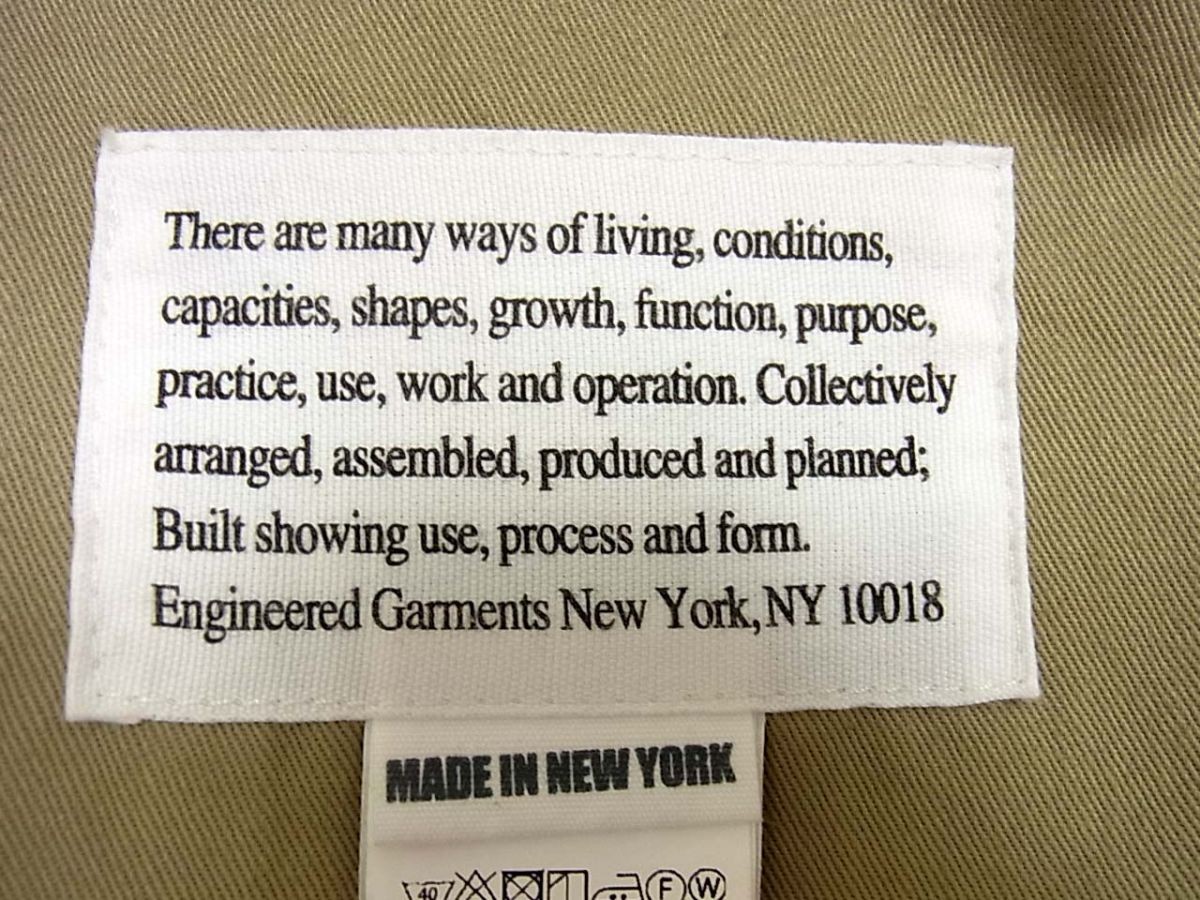 There are many ways of living, conditions,
capacities, shapes, growth, function, purpose,
practice, use, work and operation. Collectively
arranged, assembled, produced and planned;
Built showing use, process and form.
Engineered Garments New York, NY 10018
MADE IN NEW YORK
40 F W